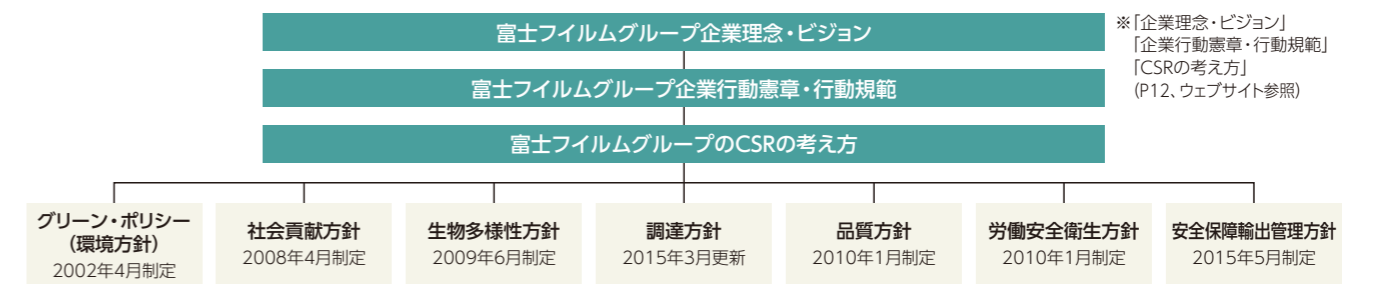 富士フイルムグループ企業理念・ビジョン
※「企業理念・ビジョン」
「企業行動憲章・行動規範」
「CSRの考え方」
(P12、ウェブサイト参照)
富士フイルムグループ企業行動憲章・行動規範
富士フイルムグループのCSRの考え方
グリーン・ポリシー
(環境方針)
2002年4月制定
社会貢献方針
2008年4月制定
生物多様性方針
2009年6月制定
調達方針
2015年3月更新
品質方針
2010年1月制定
労働安全衛生方針
2010年1月制定
安全保障輸出管理方針
2015年5月制定